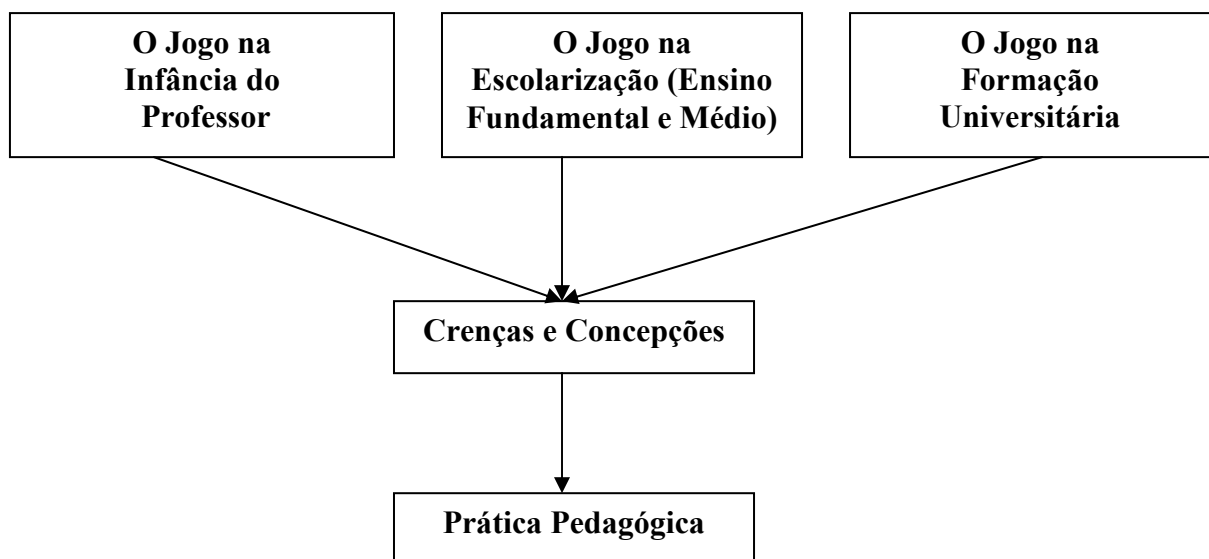 O Jogo na
Infância do
Professor
O Jogo na
Escolarização (Ensino
Fundamental e Médio)
O Jogo na
Formação
Universitária
Crenças e Concepções
Prática Pedagógica